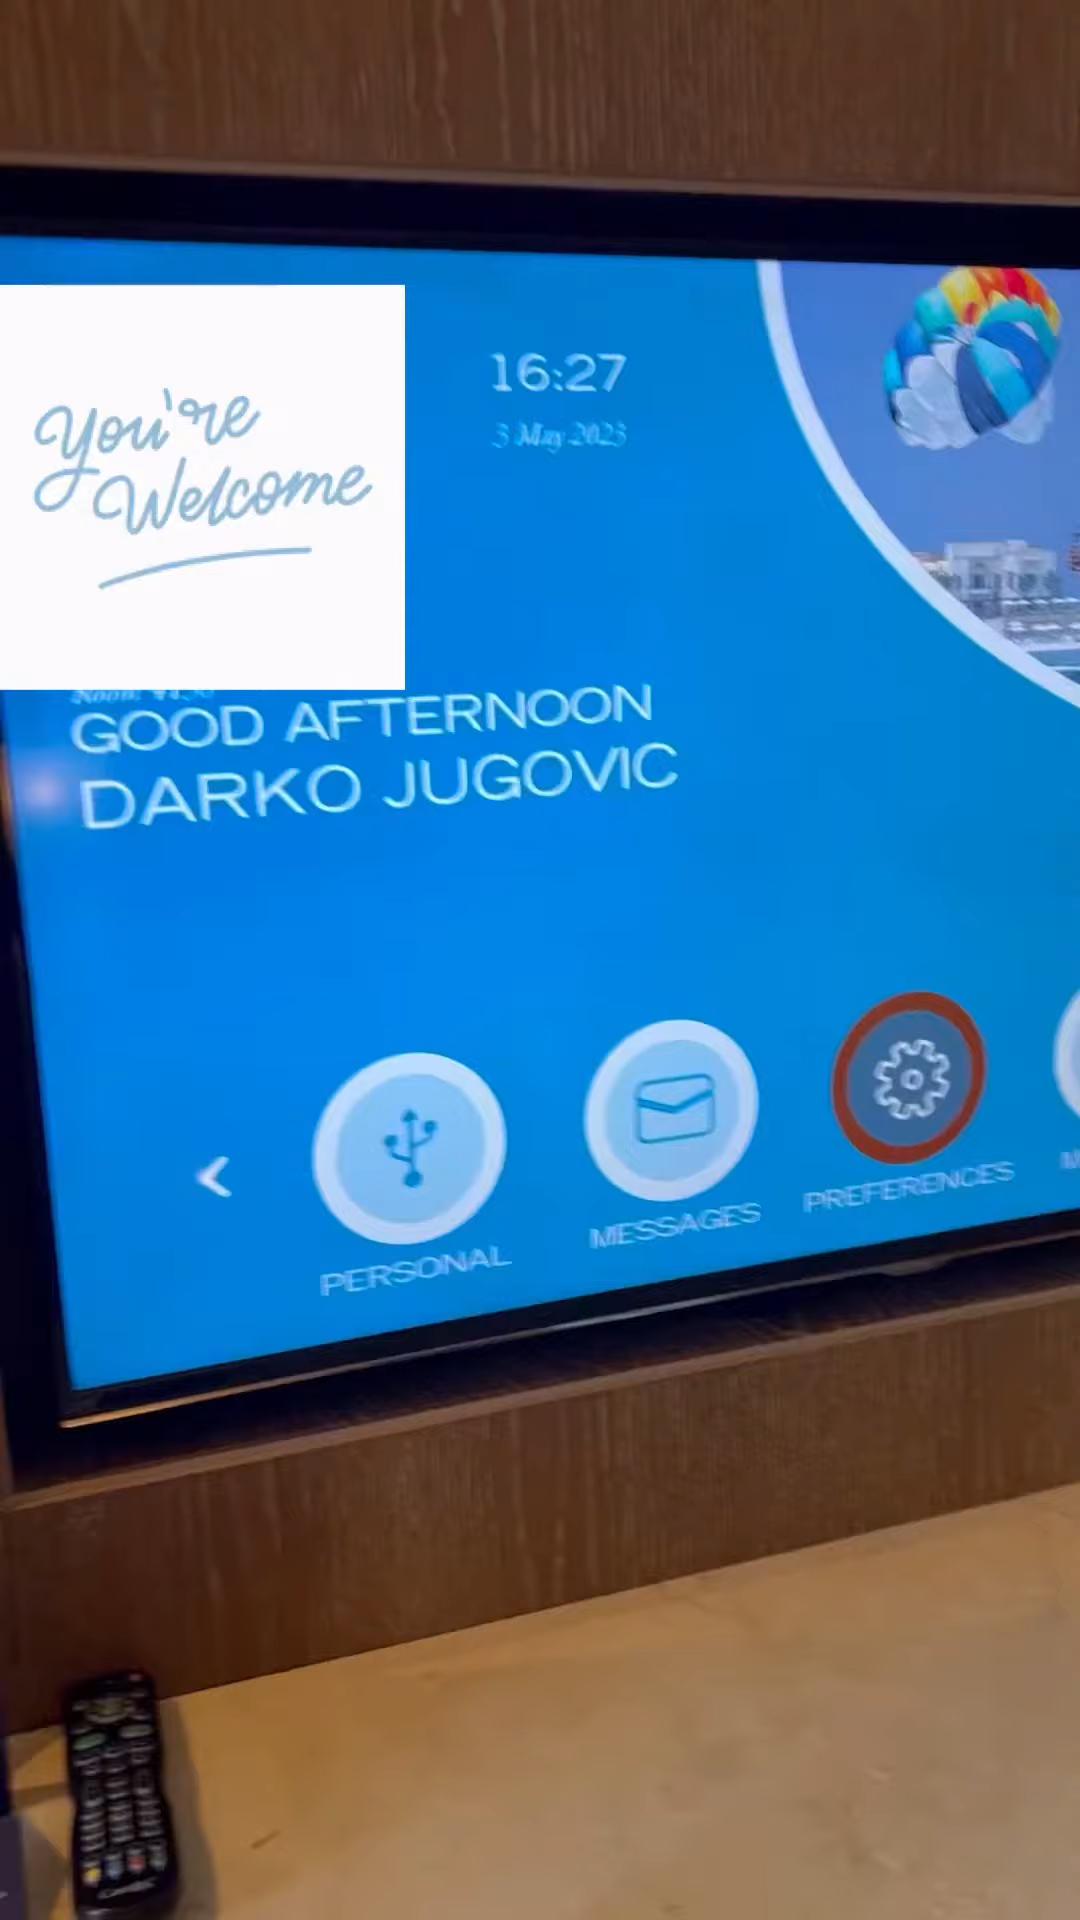 You're
Welcome
16:27
3 May 2023
GOOD AFTERNOON
DARKO JUGOVIC
PERSONAL
MESSAGES
PREFERENCES